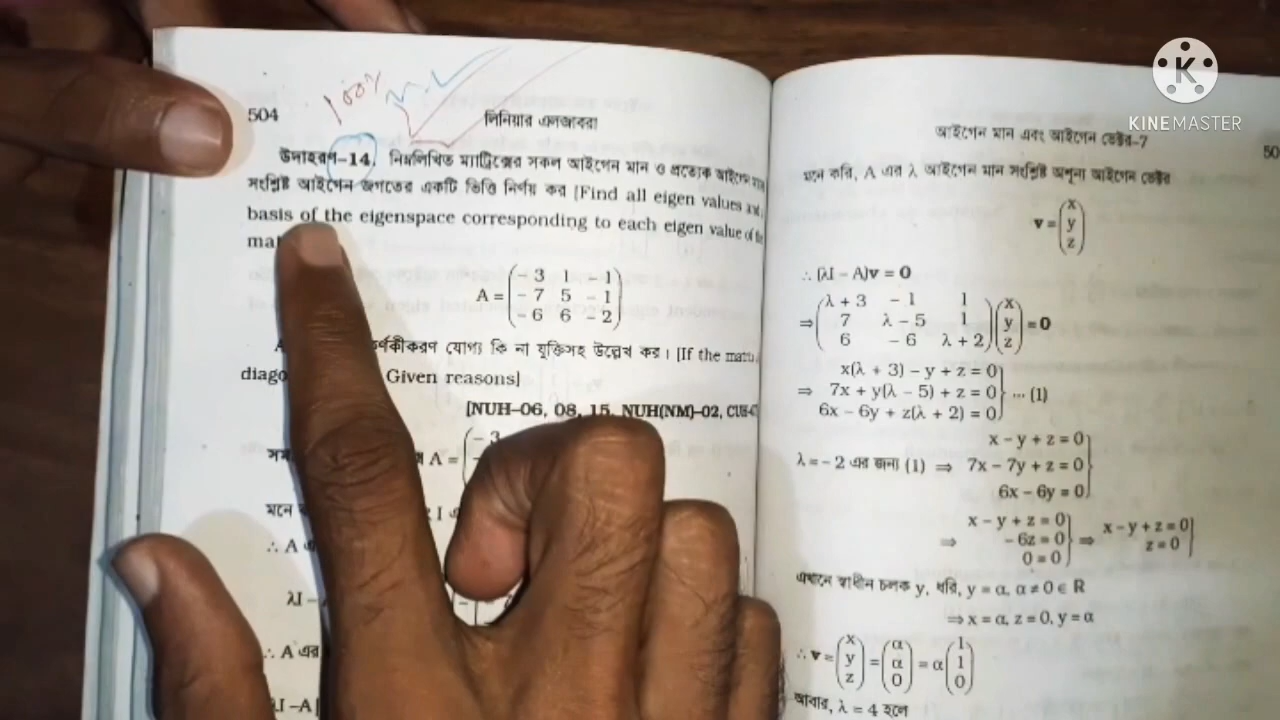 100%
504
লিনিয়ার এলজাবরা
উদাহরণ-14. নিম্নলিখিত ম্যাট্রিক্সের সকল আইগেন মান ও প্রত্যেক আইগেন
সংশ্লিষ্ট আইগেন জগতের একটি ভিত্তি নির্ণয় কর [Find all eigen values and
basis of the eigenspace corresponding to each eigen value of
A = (- 3 1 - 1
- 7 5 - 1
- 6 6 - 2)
যোগ্য কি না যুক্তিসহ উল্লেখ কর। [If the
Given reasons]
[NUH-06, 08, 15, NUH(NM)-02,
A = (- 3
∴ A
λI –
∴ A এর
আইগেন মান এবং আইগেন ভেক্টর-7
মনে করি, A এর λ আইগেন মান সংশ্লিষ্ট অশূন্য আইগেন ভেক্টর
v = (x
y
z)
∴ (λI – A)v = 0
⇒ (λ + 3 - 1 1
7 λ – 5 1
6 - 6 λ + 2) (x
y
z) = 0
x(λ + 3) – y + z = 0
⇒ 7x + y(λ – 5) + z = 0} ... (1)
6x – 6y + z(λ + 2) = 0
x – y + z = 0
λ = – 2 এর জন্য (1) ⇒ 7x – 7y + z = 0}
6x – 6y = 0
x – y + z = 0
⇒ - 6z = 0} ⇒ x – y + z = 0
0 = 0 z = 0}
এখানে স্বাধীন চলক y, ধরি, y = α, α ≠ 0 ∈ R
⇒ x = α, z = 0, y = α
∴ v = (x
y
z) = (α
α
0) = α (1
1
0)
আবার, λ = 4 হলে
K
KINEMASTER